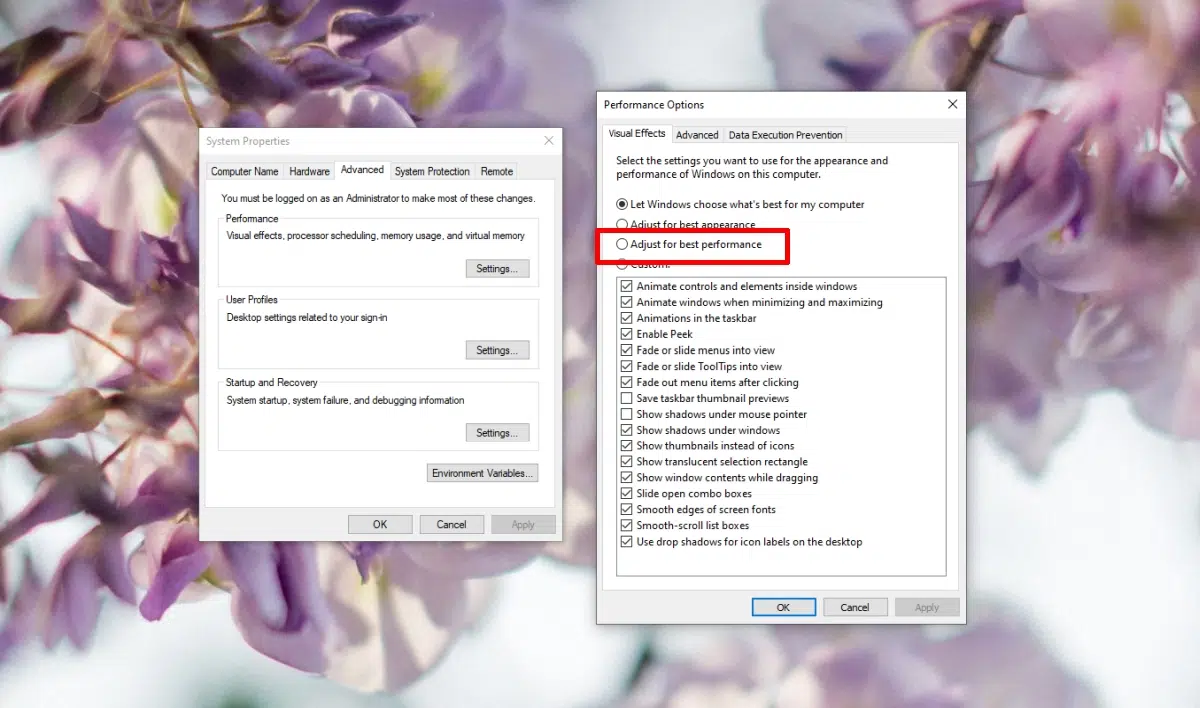 System Properties
Computer Name Hardware Advanced System Protection Remote
You must be logged on as an Administrator to make most of these changes.
Performance
Visual effects, processor scheduling, memory usage, and virtual memory
Settings...
User Profiles
Desktop settings related to your sign-in
Settings...
Startup and Recovery
System startup, system failure, and debugging information
Settings...
Environment Variables...
OK Cancel Apply
Performance Options
Visual Effects Advanced Data Execution Prevention
Select the settings you want to use for the appearance and
performance of Windows on this computer.
Let Windows choose what's best for my computer
Adjust for best appearance
Adjust for best performance
Custom:
Animate controls and elements inside windows
Animate windows when minimizing and maximizing
Animations in the taskbar
Enable Peek
Fade or slide menus into view
Fade or slide ToolTips into view
Fade out menu items after clicking
Save taskbar thumbnail previews
Show shadows under mouse pointer
Show shadows under windows
Show thumbnails instead of icons
Show translucent selection rectangle
Show window contents while dragging
Slide open combo boxes
Smooth edges of screen fonts
Smooth-scroll list boxes
Use drop shadows for icon labels on the desktop
OK Cancel Apply